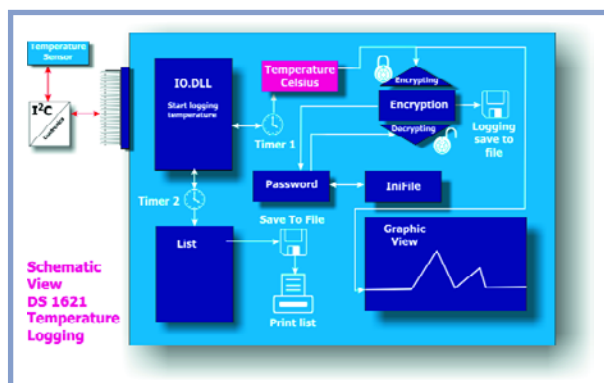 Temperature
Sensor
I²C
IO.DLL
Start logging
temperature
Timer 1
Temperature
Celsius
Encrypting
Encryption
Decrypting
Logging
save to
file
Password
IniFile
Timer 2
List
Save To File
Print list
Graphic
View
Schematic
View
DS 1621
Temperature
Logging